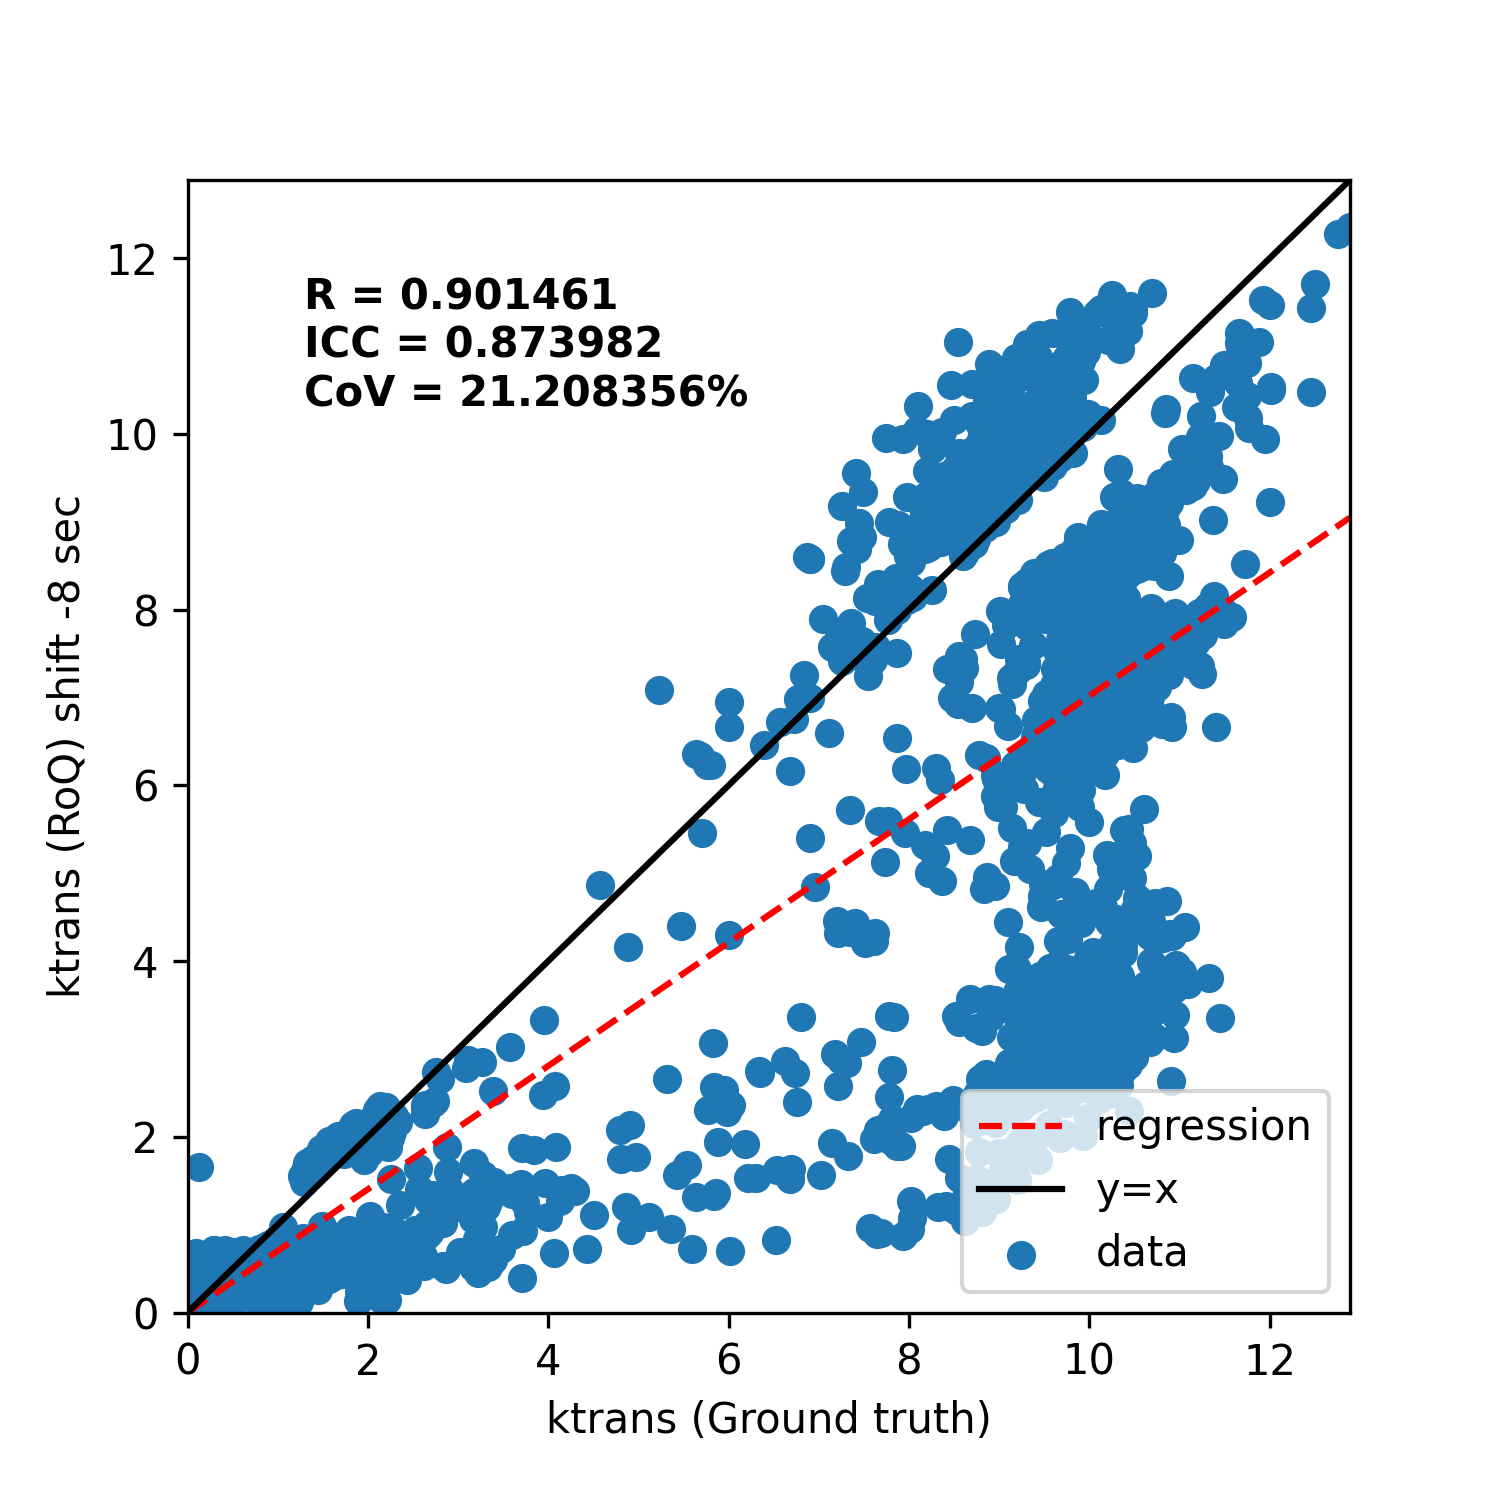 R = 0.901461
ICC = 0.873982
CoV = 21.208356%
12
10
8
6
4
2
0
ktrans (RoQ) shift -8 sec
regression
y=x
data
0 2 4 6 8 10 12
ktrans (Ground truth)